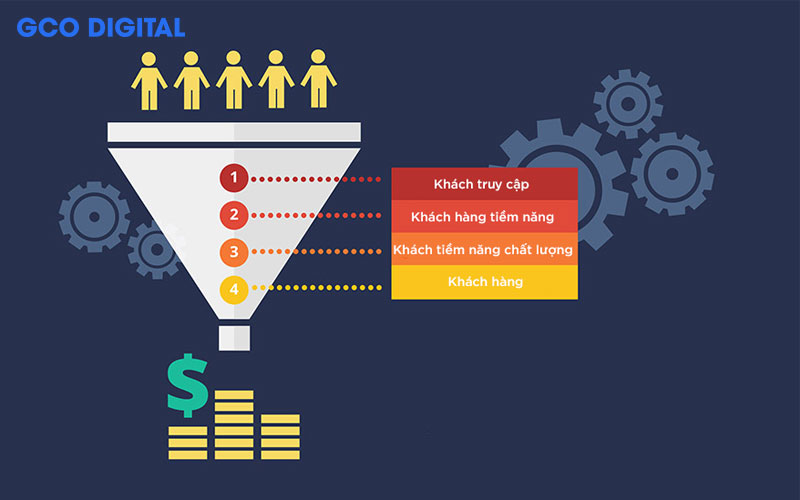 GCO DIGITAL
1
Khách truy cập
2
Khách hàng tiềm năng
3
Khách tiềm năng chất lượng
4
Khách hàng
$